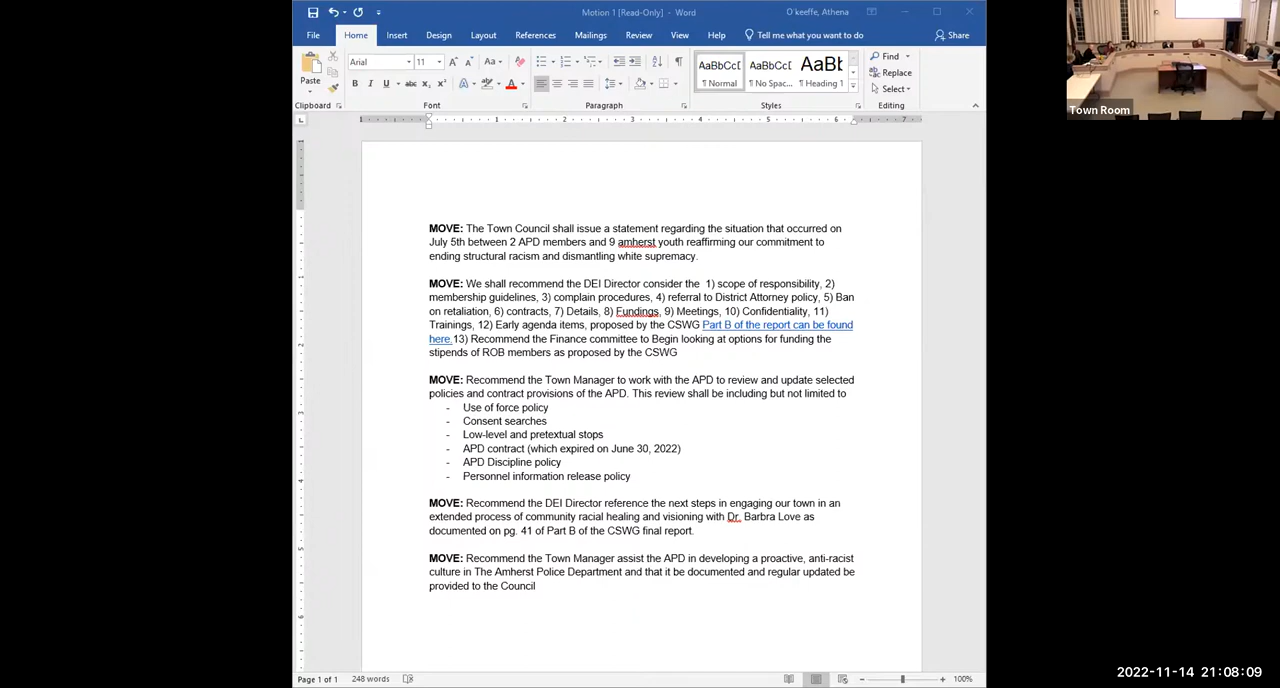 Motion 1 [Read-Only] - Word
O'keeffe, Athena
File Home Insert Design Layout References Mailings Review View Help Tell me what you want to do Share
Paste
Arial 11
B I U abc x₂ x² A
AaBbCcI AaBbCcI AaBbC
¶ Normal ¶ No Spac... ¶ Heading 1
Find
Replace
Select
Clipboard Font Paragraph Styles Editing
1 2 3 4 5 6 7
MOVE: The Town Council shall issue a statement regarding the situation that occurred on
July 5th between 2 APD members and 9 amherst youth reaffirming our commitment to
ending structural racism and dismantling white supremacy.
MOVE: We shall recommend the DEI Director consider the 1) scope of responsibility, 2)
membership guidelines, 3) complain procedures, 4) referral to District Attorney policy, 5) Ban
on retaliation, 6) contracts, 7) Details, 8) Fundings, 9) Meetings, 10) Confidentiality, 11)
Trainings, 12) Early agenda items, proposed by the CSWG Part B of the report can be found
here.13) Recommend the Finance committee to Begin looking at options for funding the
stipends of ROB members as proposed by the CSWG
MOVE: Recommend the Town Manager to work with the APD to review and update selected
policies and contract provisions of the APD. This review shall be including but not limited to
- Use of force policy
- Consent searches
- Low-level and pretextual stops
- APD contract (which expired on June 30, 2022)
- APD Discipline policy
- Personnel information release policy
MOVE: Recommend the DEI Director reference the next steps in engaging our town in an
extended process of community racial healing and visioning with Dr. Barbra Love as
documented on pg. 41 of Part B of the CSWG final report.
MOVE: Recommend the Town Manager assist the APD in developing a proactive, anti-racist
culture in The Amherst Police Department and that it be documented and regular updated be
provided to the Council
Page 1 of 1 248 words 100%
Town Room
2022-11-14 21:08:09